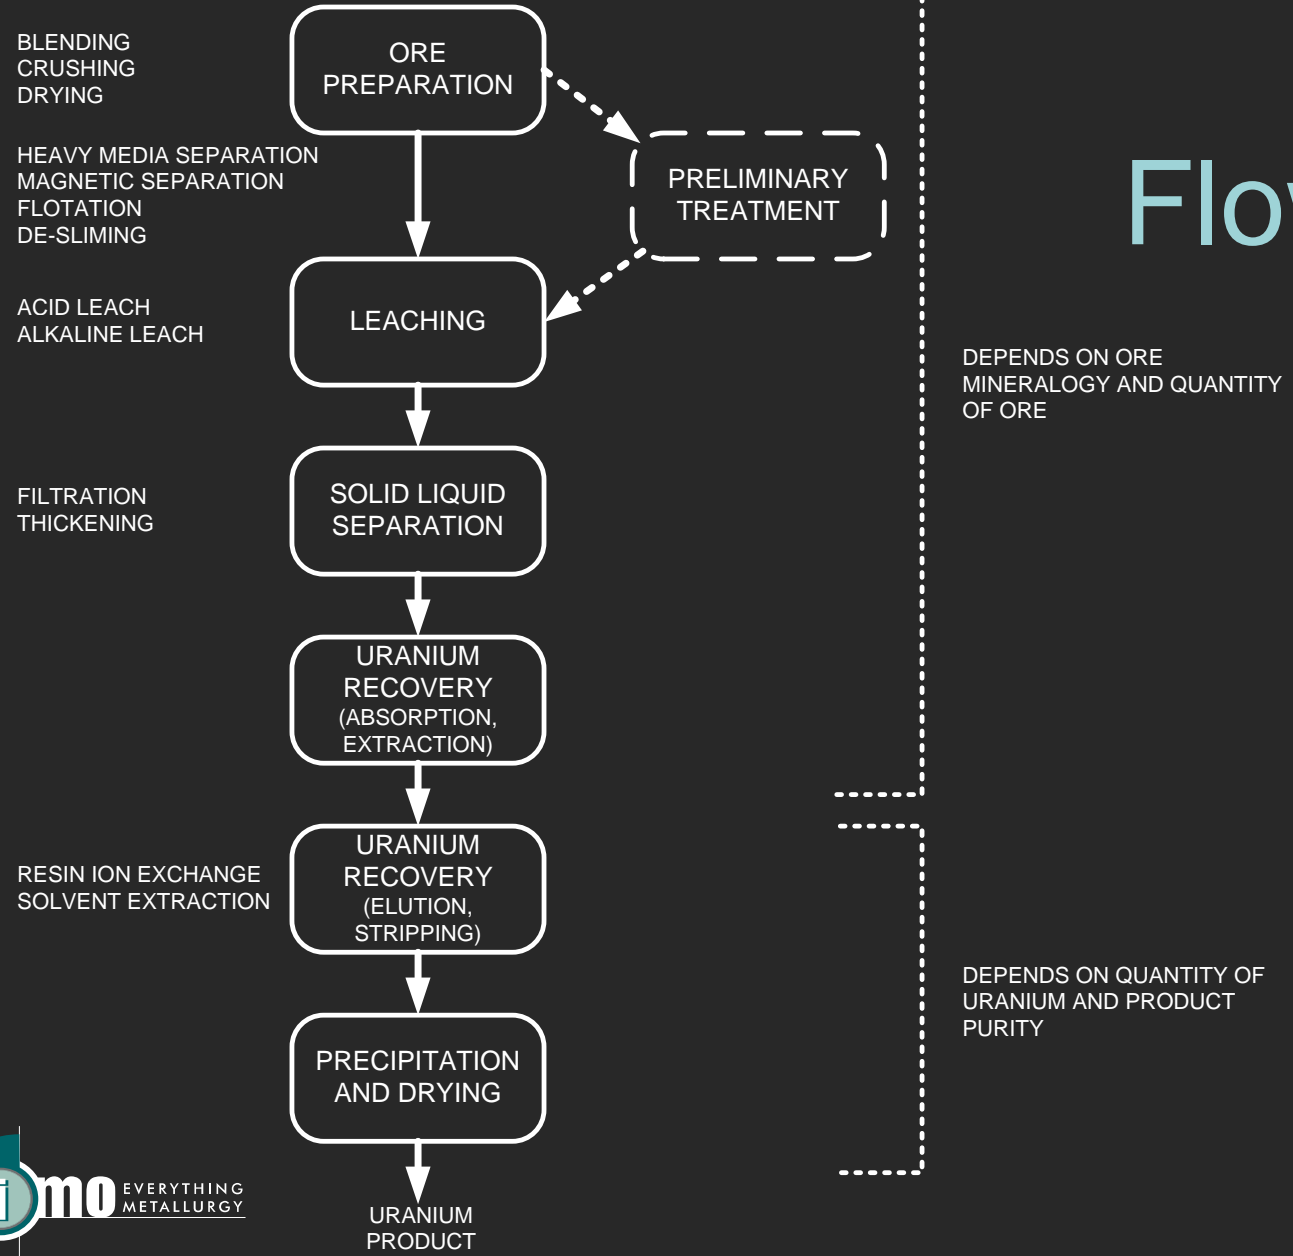 BLENDING
CRUSHING
DRYING
ORE
PREPARATION
HEAVY MEDIA SEPARATION
MAGNETIC SEPARATION
FLOTATION
DE-SLIMING
PRELIMINARY
TREATMENT
Flo
ACID LEACH
ALKALINE LEACH
LEACHING
DEPENDS ON ORE
MINERALOGY AND QUANTITY
OF ORE
FILTRATION
THICKENING
SOLID LIQUID
SEPARATION
URANIUM
RECOVERY
(ABSORPTION,
EXTRACTION)
RESIN ION EXCHANGE
SOLVENT EXTRACTION
URANIUM
RECOVERY
(ELUTION,
STRIPPING)
DEPENDS ON QUANTITY OF
URANIUM AND PRODUCT
PURITY
PRECIPITATION
AND DRYING
imo EVERYTHING
METALLURGY
URANIUM
PRODUCT